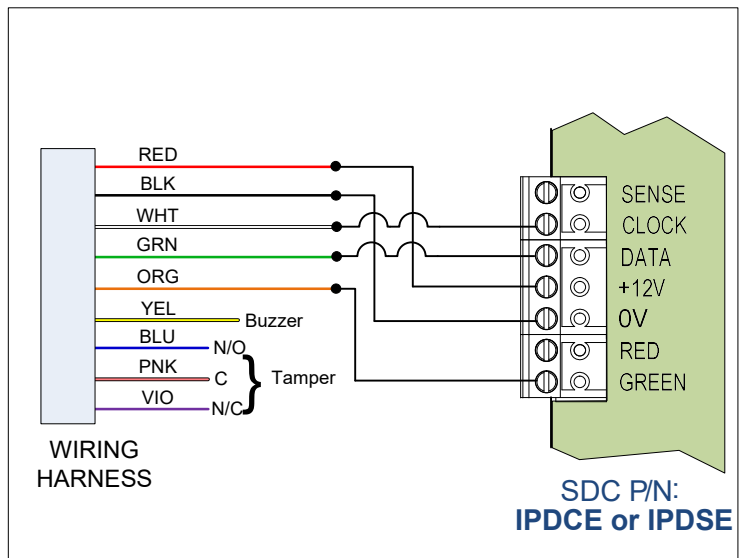 RED
BLK
WHT
GRN
ORG
YEL
Buzzer
BLU
N/O
PNK
C
}
Tamper
VIO
N/C
WIRING
HARNESS
SENSE
CLOCK
DATA
+12V
0V
RED
GREEN
SDC P/N:
IPDCE or IPDSE